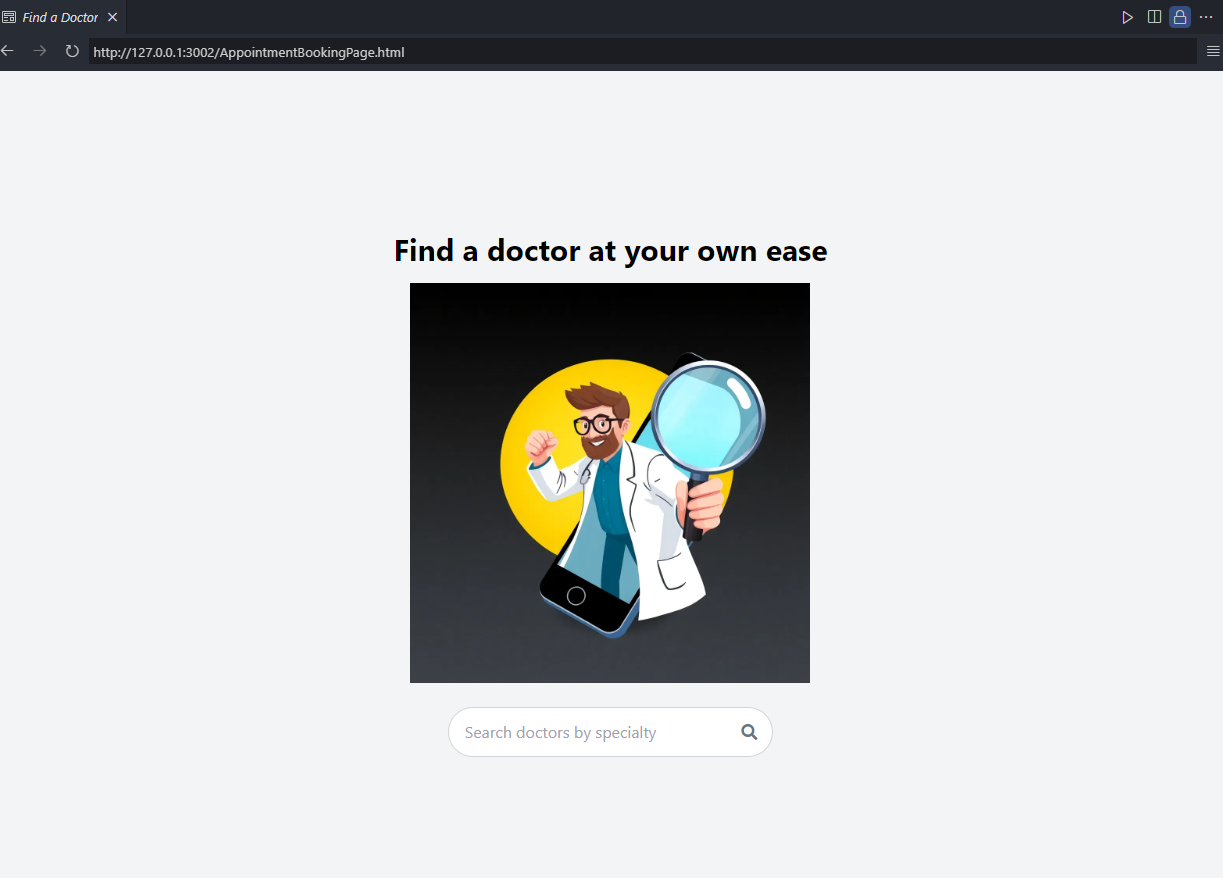 Find a Doctor
http://127.0.0.1:3002/AppointmentBookingPage.html
Find a doctor at your own ease
Search doctors by specialty